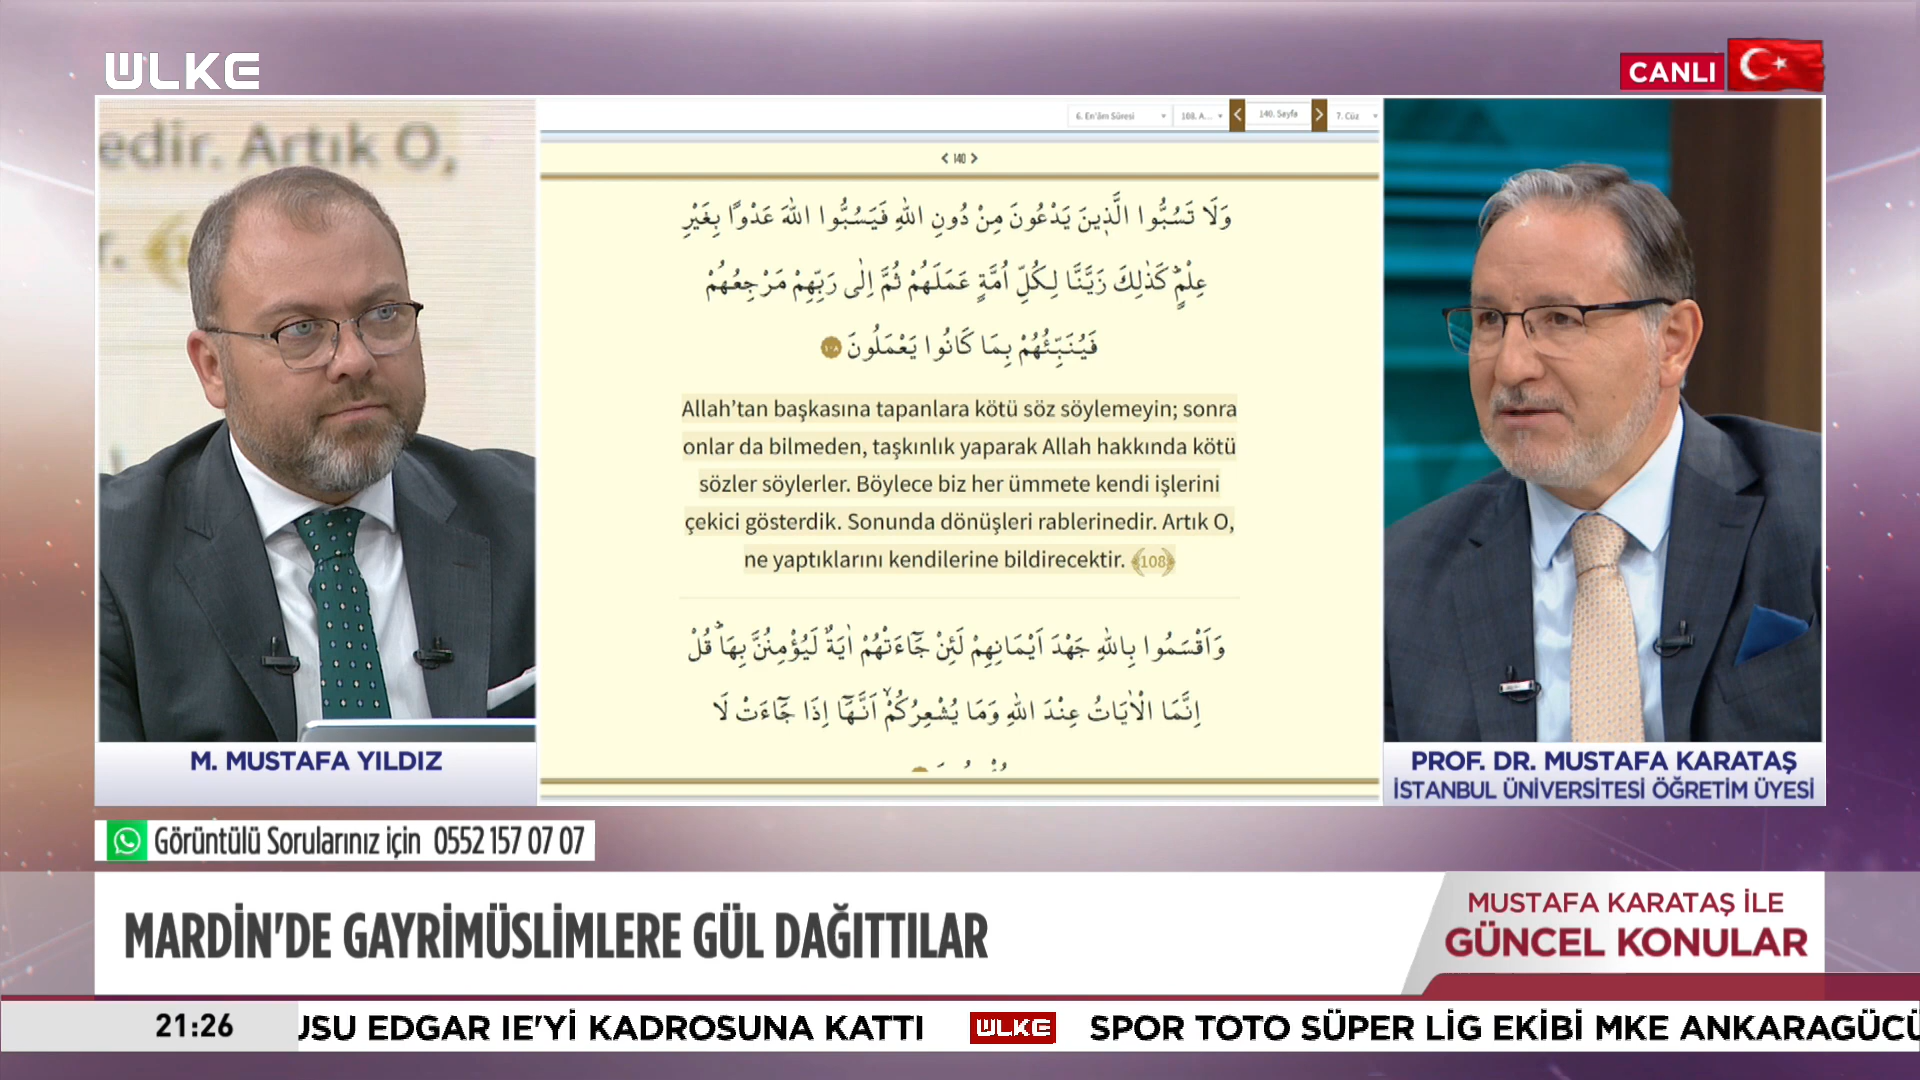 ÜLKE
CANLI
edir. Artık O,
6. En'âm Sûresi
108. A...
140. Sayfa
7. Cüz
140
وَلَا تَسُبُّوا الَّذ۪ينَ يَدْعُونَ مِنْ دُونِ اللّٰهِ فَيَسُبُّوا اللّٰهَ عَدْوًا بِغَيْرِ
عِلْمٍۜ كَذٰلِكَ زَيَّنَّا لِكُلِّ اُمَّةٍ عَمَلَهُمْ ثُمَّ اِلٰى رَبِّهِمْ مَرْجِعُهُمْ
فَيُنَبِّئُهُمْ بِمَا كَانُوا يَعْمَلُونَ ١٠٨
Allah’tan başkasına tapanlara kötü söz söylemeyin; sonra
onlar da bilmeden, taşkınlık yaparak Allah hakkında kötü
sözler söylerler. Böylece biz her ümmete kendi işlerini
çekici gösterdik. Sonunda dönüşleri rablerinedir. Artık O,
ne yaptıklarını kendilerine bildirecektir. ﴾108﴿
وَاَقْسَمُوا بِاللّٰهِ جَهْدَ اَيْمَانِهِمْ لَئِنْ جَٓاءَتْهُمْ اٰيَةٌ لَيُؤْمِنُنَّ بِهَاۜ قُلْ
اِنَّمَا الْاٰيَاتُ عِنْدَ اللّٰهِ وَمَا يُشْعِرُكُمْۙ اَنَّـهَٓا اِذَا جَٓاءَتْ لَا
M. MUSTAFA YILDIZ
PROF. DR. MUSTAFA KARATAŞ
İSTANBUL ÜNİVERSİTESİ ÖĞRETİM ÜYESİ
Görüntülü Sorularınız için 0552 157 07 07
MARDİN'DE GAYRİMÜSLİMLERE GÜL DAĞITTILAR
MUSTAFA KARATAŞ İLE
GÜNCEL KONULAR
21:26
USU EDGAR IE'Yİ KADROSUNA KATTI ÜLKE SPOR TOTO SÜPER LİG EKİBİ MKE ANKARAGÜCÜ